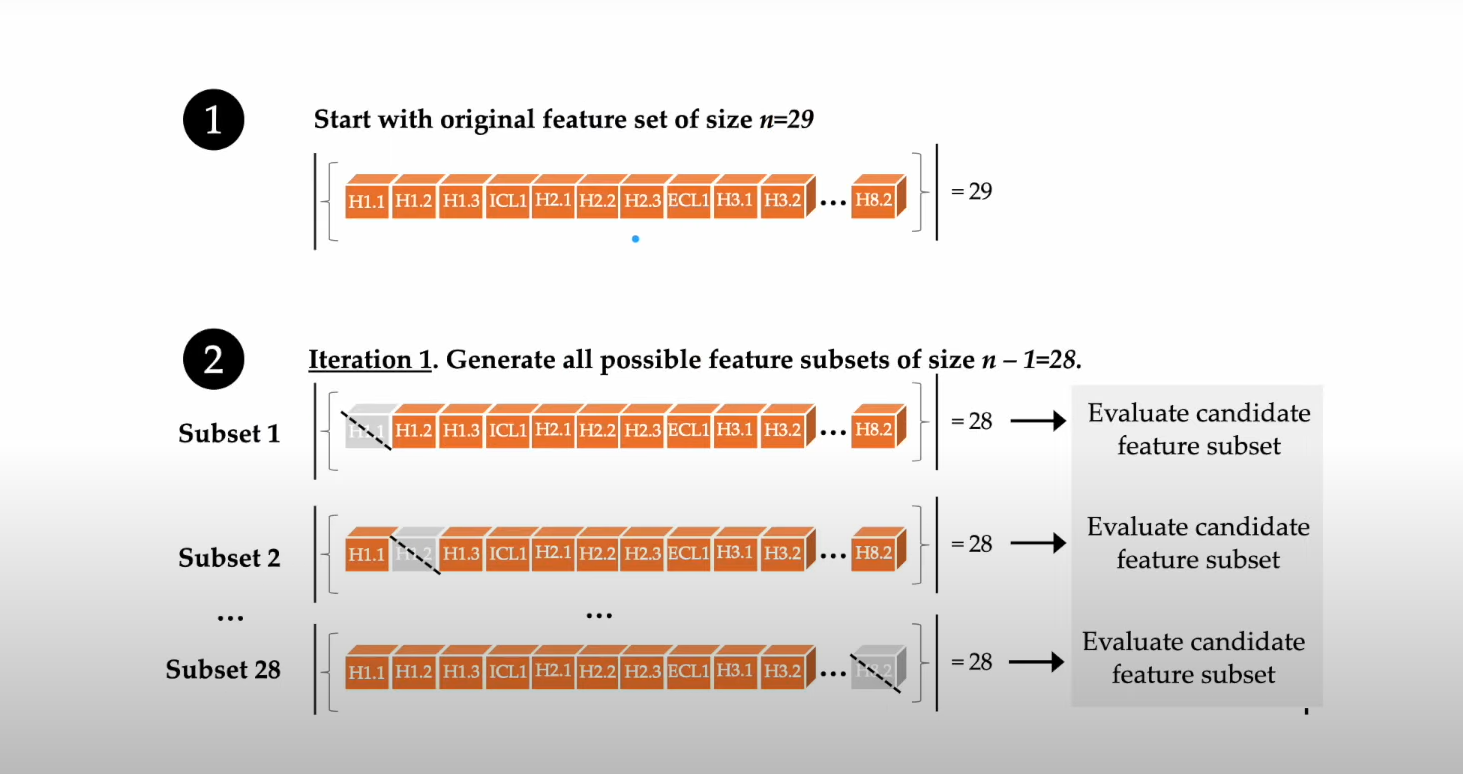 1
Start with original feature set of size n=29
H1.1 H1.2 H1.3 ICL1 H2.1 H2.2 H2.3 ECL1 H3.1 H3.2 ... H8.2 = 29
2
Iteration 1. Generate all possible feature subsets of size n – 1=28.
Subset 1
H1.1 H1.2 H1.3 ICL1 H2.1 H2.2 H2.3 ECL1 H3.1 H3.2 ... H8.2 = 28
Evaluate candidate
feature subset
Subset 2
H1.1 H1.2 H1.3 ICL1 H2.1 H2.2 H2.3 ECL1 H3.1 H3.2 ... H8.2 = 28
Evaluate candidate
feature subset
... ...
Subset 28
H1.1 H1.2 H1.3 ICL1 H2.1 H2.2 H2.3 ECL1 H3.1 H3.2 ... H8.2 = 28
Evaluate candidate
feature subset